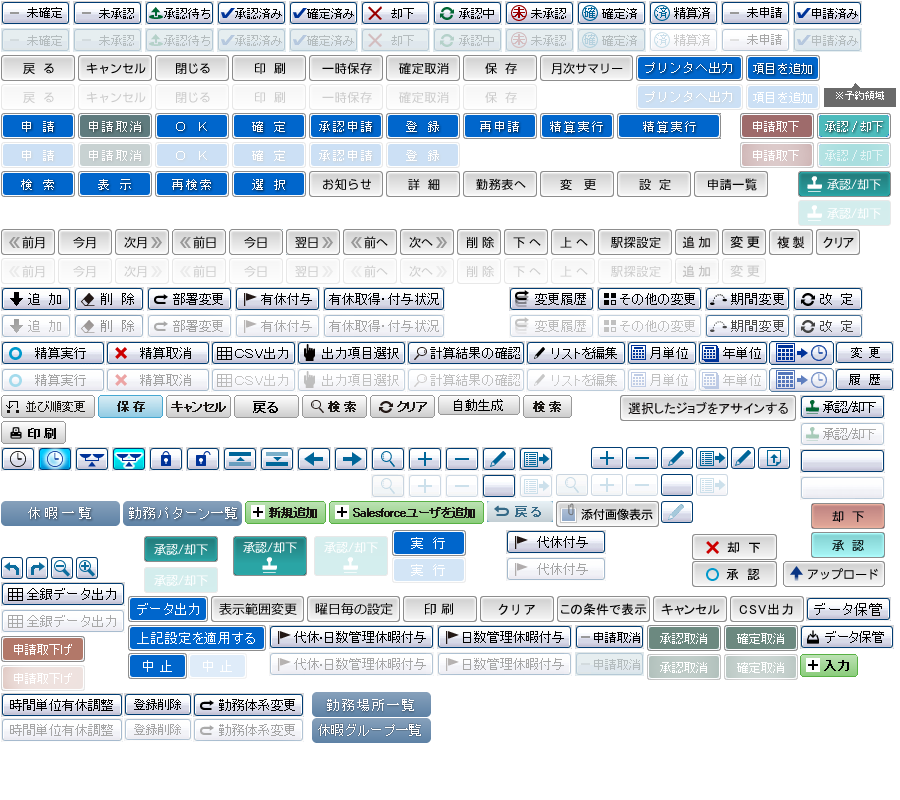 未確定 未承認 承認待ち 承認済み 確定済み 却下 承認中 未承認 確定済 精算済 未申請 申請済み
未確定 未承認 承認待ち 承認済み 確定済み 却下 承認中 未承認 確定済 精算済 未申請 申請済み
戻る キャンセル 閉じる 印刷 一時保存 確定取消 保存 月次サマリー プリンタへ出力 項目を追加
戻る キャンセル 閉じる 印刷 一時保存 確定取消 保存 プリンタへ出力 項目を追加 ※予約領域
申請 申請取消 OK 確定 承認申請 登録 再申請 精算実行 精算実行 申請取下 承認/却下
申請 申請取消 OK 確定 承認申請 登録 申請取下 承認/却下
検索 表示 再検索 選択 お知らせ 詳細 勤務表へ 変更 設定 申請一覧 承認/却下
承認/却下
≪前月 今月 次月≫ ≪前日 今日 翌日≫ ≪前へ 次へ≫ 削除 下へ 上へ 駅探設定 追加 変更 複製 クリア
≪前月 今月 次月≫ ≪前日 今日 翌日≫ ≪前へ 次へ≫ 削除 下へ 上へ 駅探設定 追加 変更
追加 削除 部署変更 有休付与 有休取得・付与状況 変更履歴 その他の変更 期間変更 改定
追加 削除 部署変更 有休付与 有休取得・付与状況 変更履歴 その他の変更 期間変更 改定
精算実行 精算取消 CSV出力 出力項目選択 計算結果の確認 リストを編集 月単位 年単位 変更
精算実行 精算取消 CSV出力 出力項目選択 計算結果の確認 リストを編集 月単位 年単位 履歴
並び順変更 保存 キャンセル 戻る 検索 クリア 自動生成 検索 選択したジョブをアサインする 承認/却下
印刷 承認/却下
休暇一覧 勤務パターン一覧 新規追加 Salesforceユーザを追加 戻る 添付画像表示 却下
承認/却下 承認/却下 承認/却下 実行 代休付与 却下 承認
承認/却下 実行 代休付与 承認 アップロード
全銀データ出力 データ出力 表示範囲変更 曜日毎の設定 印刷 クリア この条件で表示 キャンセル CSV出力 データ保管
全銀データ出力 上記設定を適用する 代休・日数管理休暇付与 日数管理休暇付与 申請取消 承認取消 確定取消 データ保管
申請取下げ 中止 中止 代休・日数管理休暇付与 日数管理休暇付与 申請取消 承認取消 確定取消 入力
申請取下げ
時間単位有休調整 登録削除 勤務体系変更 勤務場所一覧
時間単位有休調整 登録削除 勤務体系変更 休暇グループ一覧